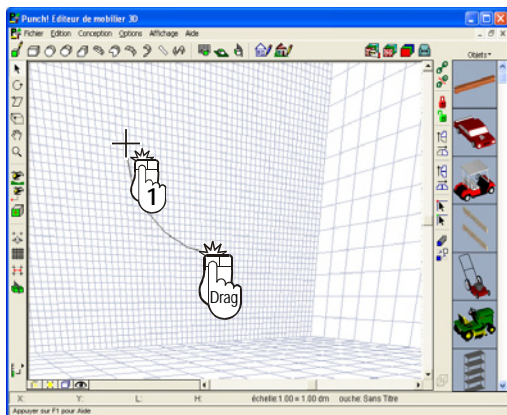 Punch! Editeur de mobilier 3D
Fichier Edition Conception Options Affichage Aide
Objets
1
Drag
X: Y: L: H: échelle:1.00 = 1.00 dm ouche: Sans Titre
Appuyer sur F1 pour Aide